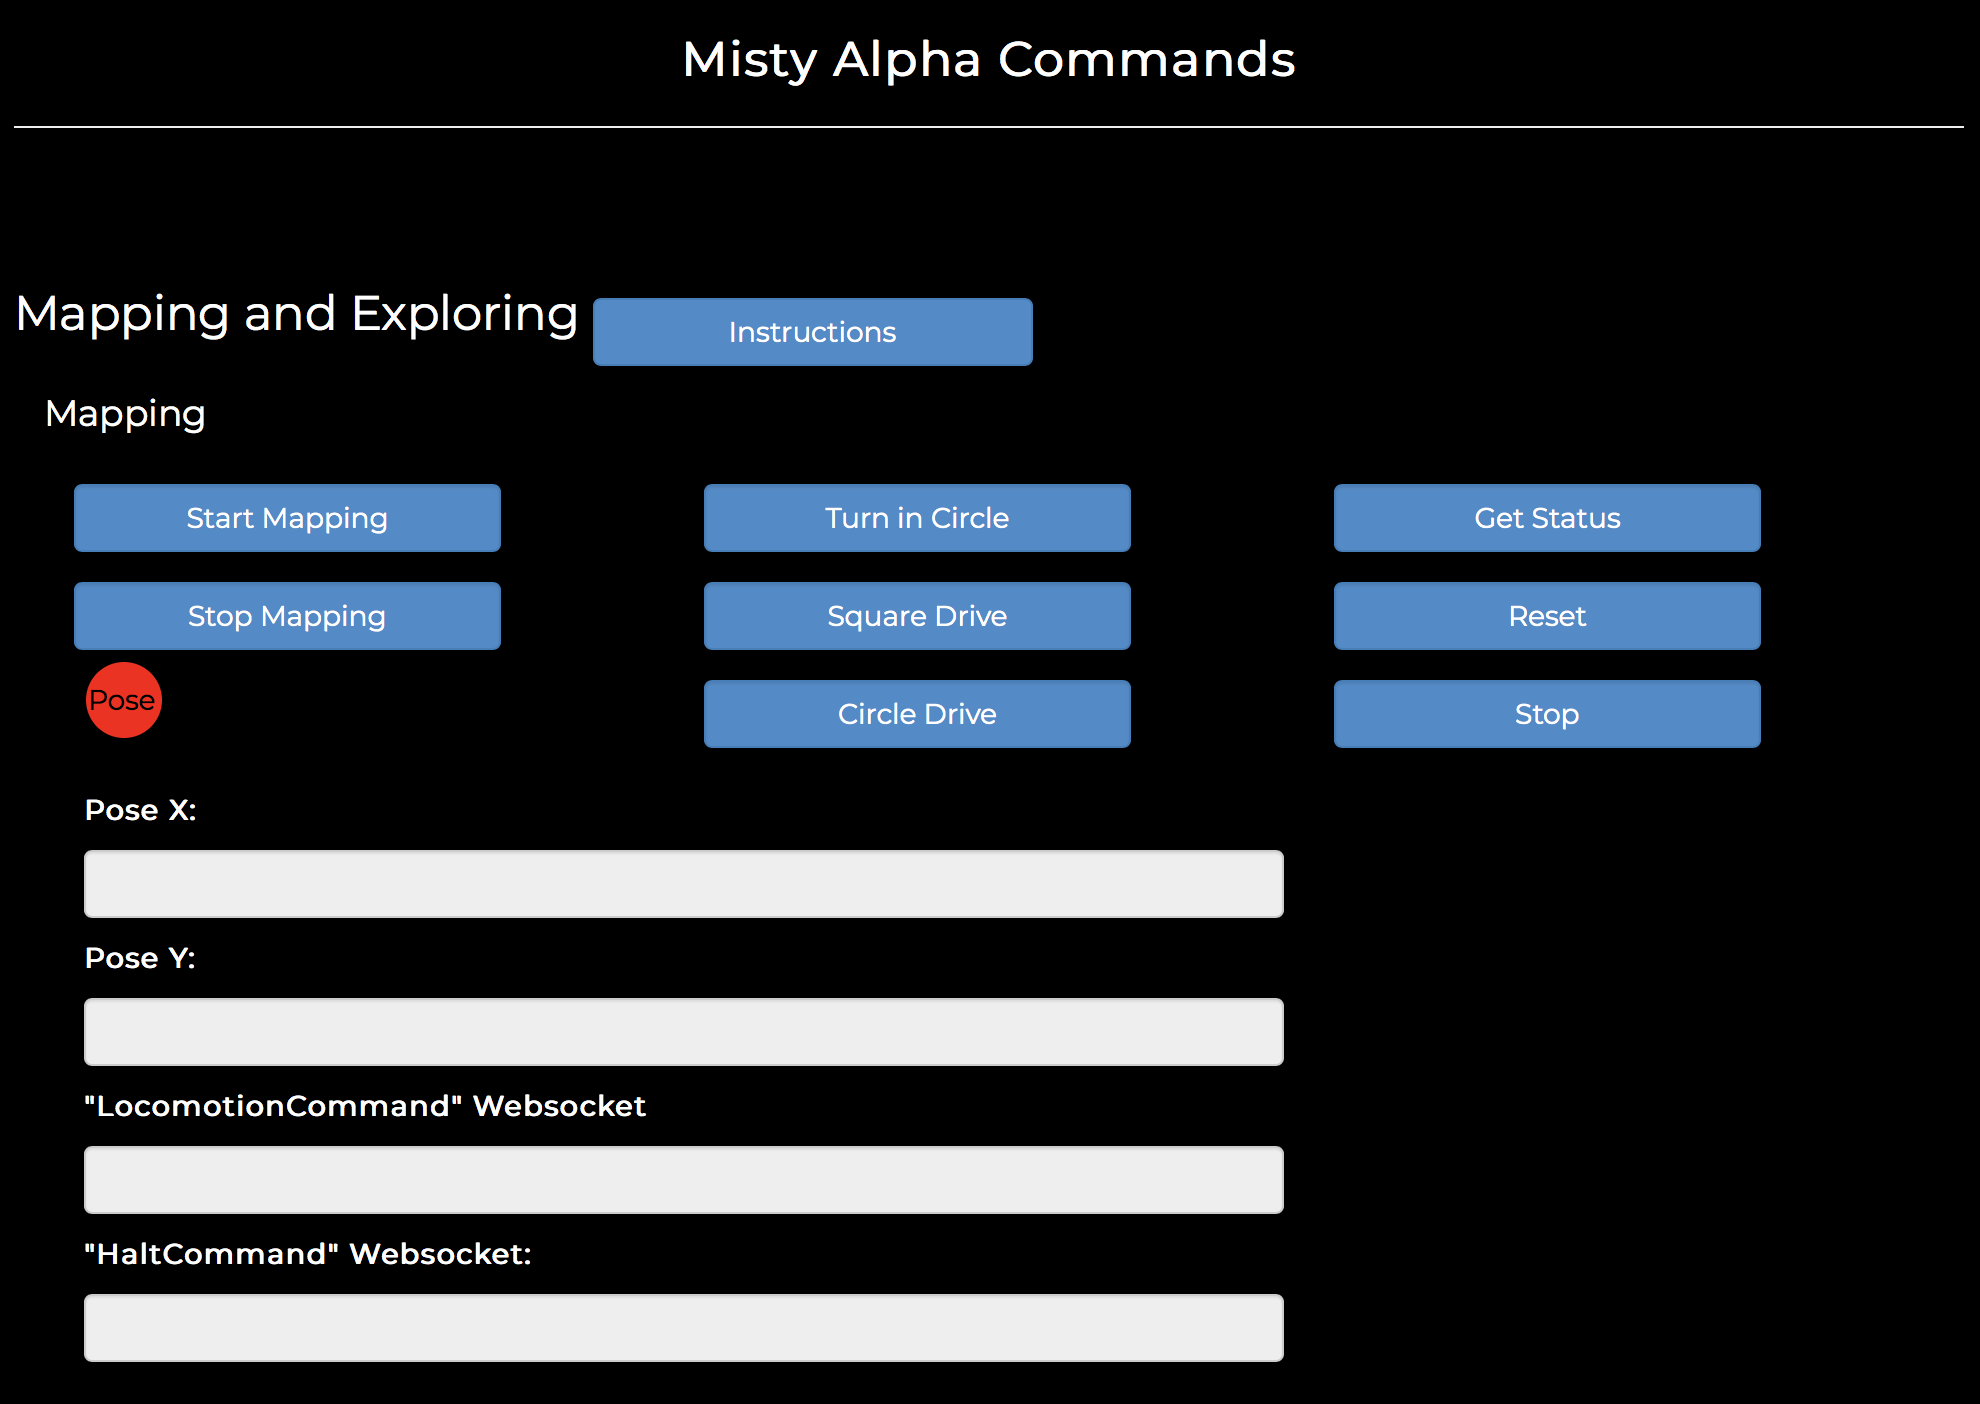 Misty Alpha Commands
Mapping and Exploring
Instructions
Mapping
Start Mapping
Turn in Circle
Get Status
Stop Mapping
Square Drive
Reset
Pose
Circle Drive
Stop
Pose X:
Pose Y:
"LocomotionCommand" Websocket
"HaltCommand" Websocket: